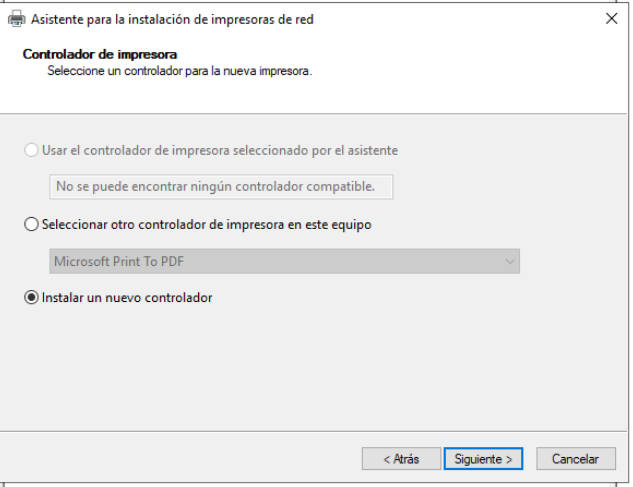 Asistente para la instalación de impresoras de red
Controlador de impresora
Seleccione un controlador para la nueva impresora.
Usar el controlador de impresora seleccionado por el asistente
No se puede encontrar ningún controlador compatible.
Seleccionar otro controlador de impresora en este equipo
Microsoft Print To PDF
Instalar un nuevo controlador
< Atrás
Siguiente >
Cancelar